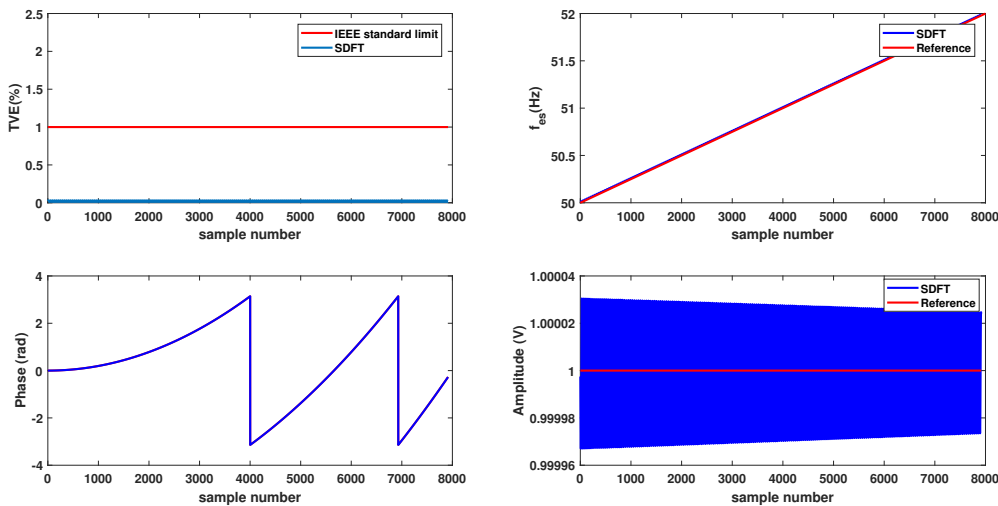 2.5
2
1.5
1
0.5
0
TVE(%)
IEEE standard limit
SDFT
0 1000 2000 3000 4000 5000 6000 7000 8000
sample number
52
51.5
51
50.5
50
f_es(Hz)
SDFT
Reference
0 1000 2000 3000 4000 5000 6000 7000 8000
sample number
4
2
0
-2
-4
Phase (rad)
0 1000 2000 3000 4000 5000 6000 7000 8000
sample number
1.00004
1.00002
1
0.99998
0.99996
Amplitude (V)
SDFT
Reference
0 1000 2000 3000 4000 5000 6000 7000 8000
sample number